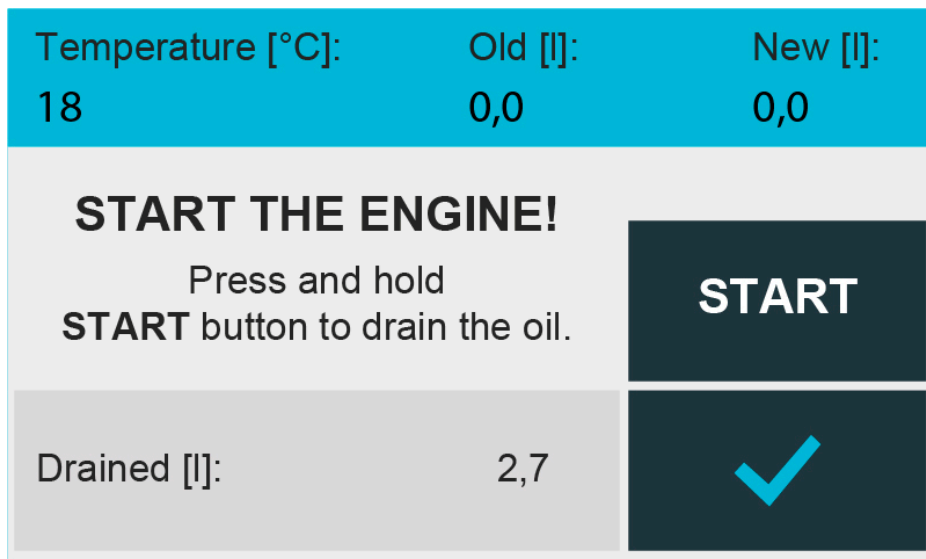 Temperature [°C]: Old [l]: New [l]:
18 0,0 0,0
START THE ENGINE!
Press and hold
START button to drain the oil.
START
Drained [l]: 2,7